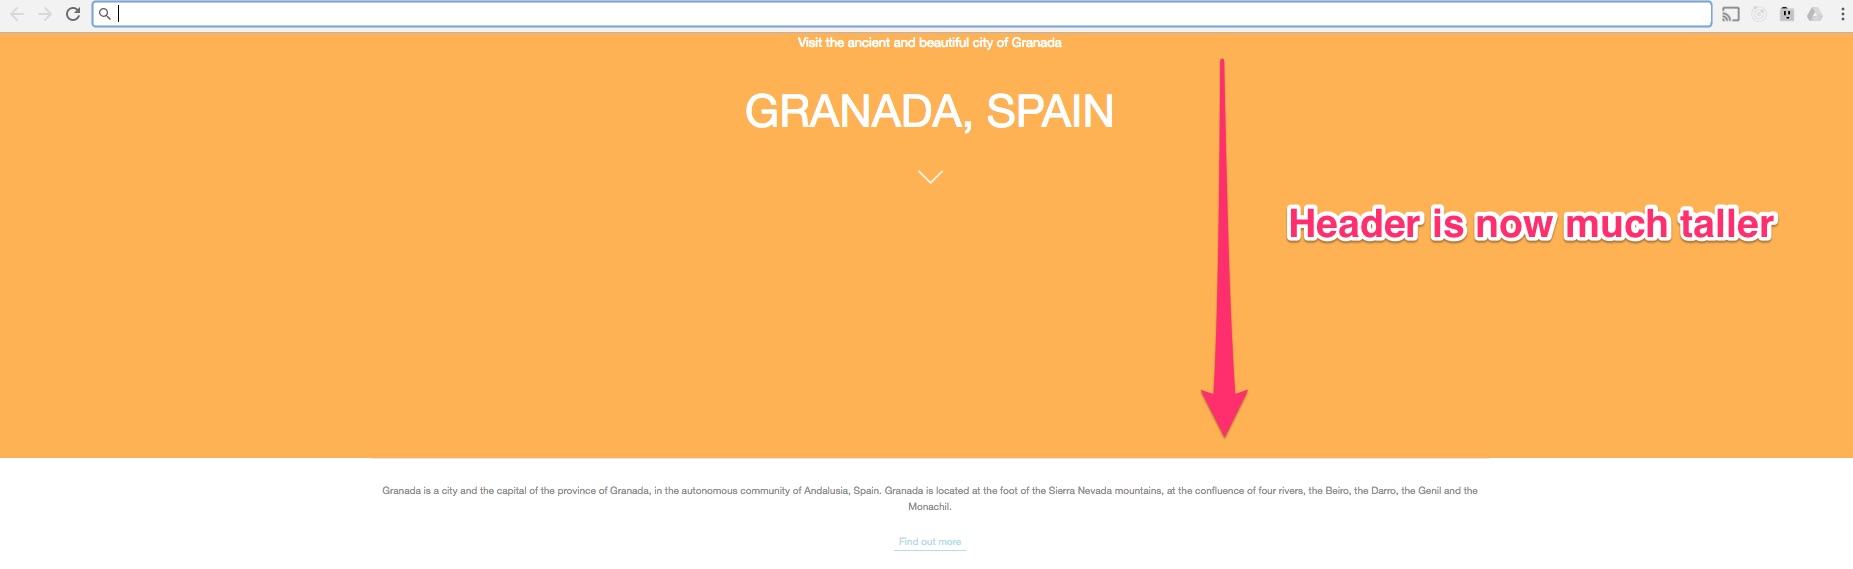 Visit the ancient and beautiful city of Granada
GRANADA, SPAIN
Header is now much taller
Granada is a city and the capital of the province of Granada, in the autonomous community of Andalusia, Spain. Granada is located at the foot of the Sierra Nevada mountains, at the confluence of four rivers, the Beiro, the Darro, the Genil and the
Monachil.
Find out more